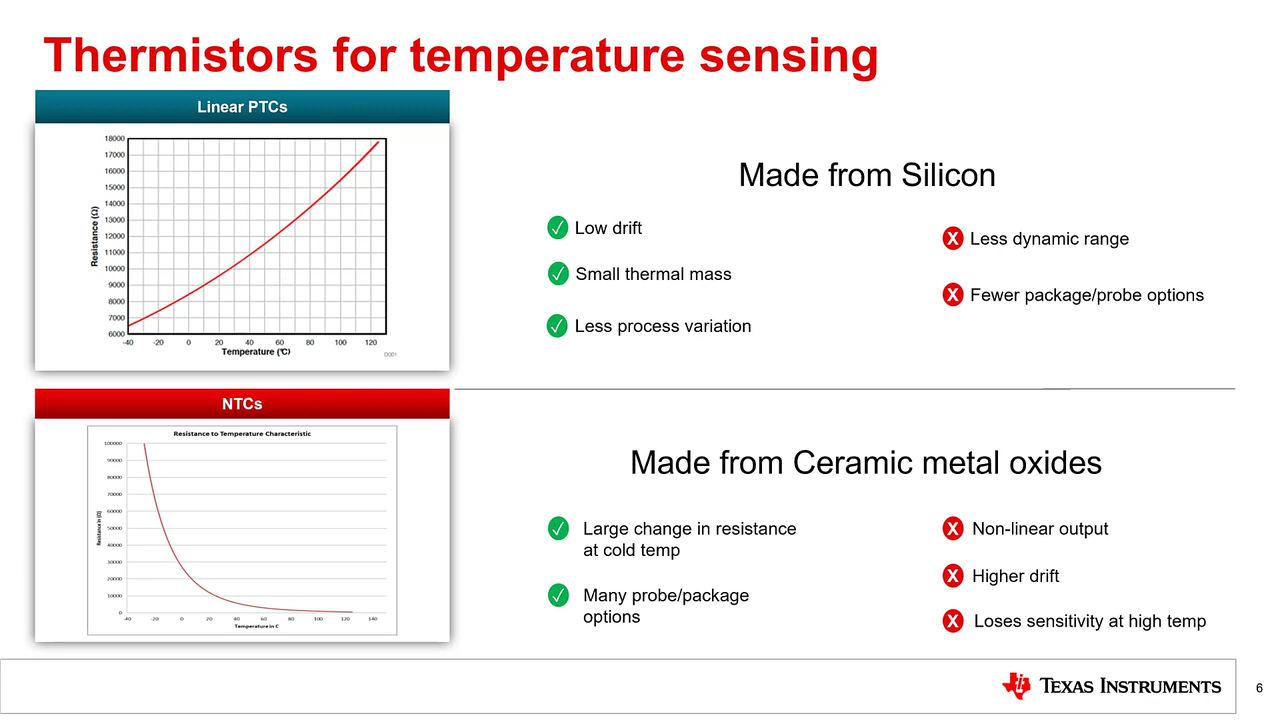 Thermistors for temperature sensing
Linear PTCs
18000
17000
16000
15000
14000
13000
12000
11000
10000
9000
8000
7000
6000
Resistance (Ω)
-40 -20 0 20 40 60 80 100 120
Temperature (°C)
D001
Made from Silicon
Low drift
Small thermal mass
Less process variation
X Less dynamic range
X Fewer package/probe options
NTCs
Resistance to Temperature Characteristic
100000
90000
80000
70000
60000
50000
40000
30000
20000
10000
0
Resistance in (Ω)
-40 -20 0 20 40 60 80 100 120 140
Temperature in C
Made from Ceramic metal oxides
Large change in resistance
at cold temp
Many probe/package
options
X Non-linear output
X Higher drift
X Loses sensitivity at high temp
TEXAS INSTRUMENTS
6